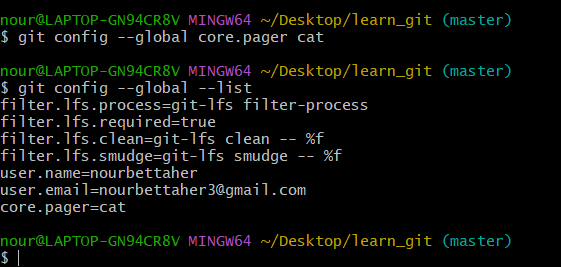 nour@LAPTOP-GN94CR8V MINGW64 ~/Desktop/learn_git (master)
$ git config --global core.pager cat
nour@LAPTOP-GN94CR8V MINGW64 ~/Desktop/learn_git (master)
$ git config --global --list
filter.lfs.process=git-lfs filter-process
filter.lfs.required=true
filter.lfs.clean=git-lfs clean -- %f
filter.lfs.smudge=git-lfs smudge -- %f
user.name=nourbettaher
user.email=nourbettaher3@gmail.com
core.pager=cat
nour@LAPTOP-GN94CR8V MINGW64 ~/Desktop/learn_git (master)
$